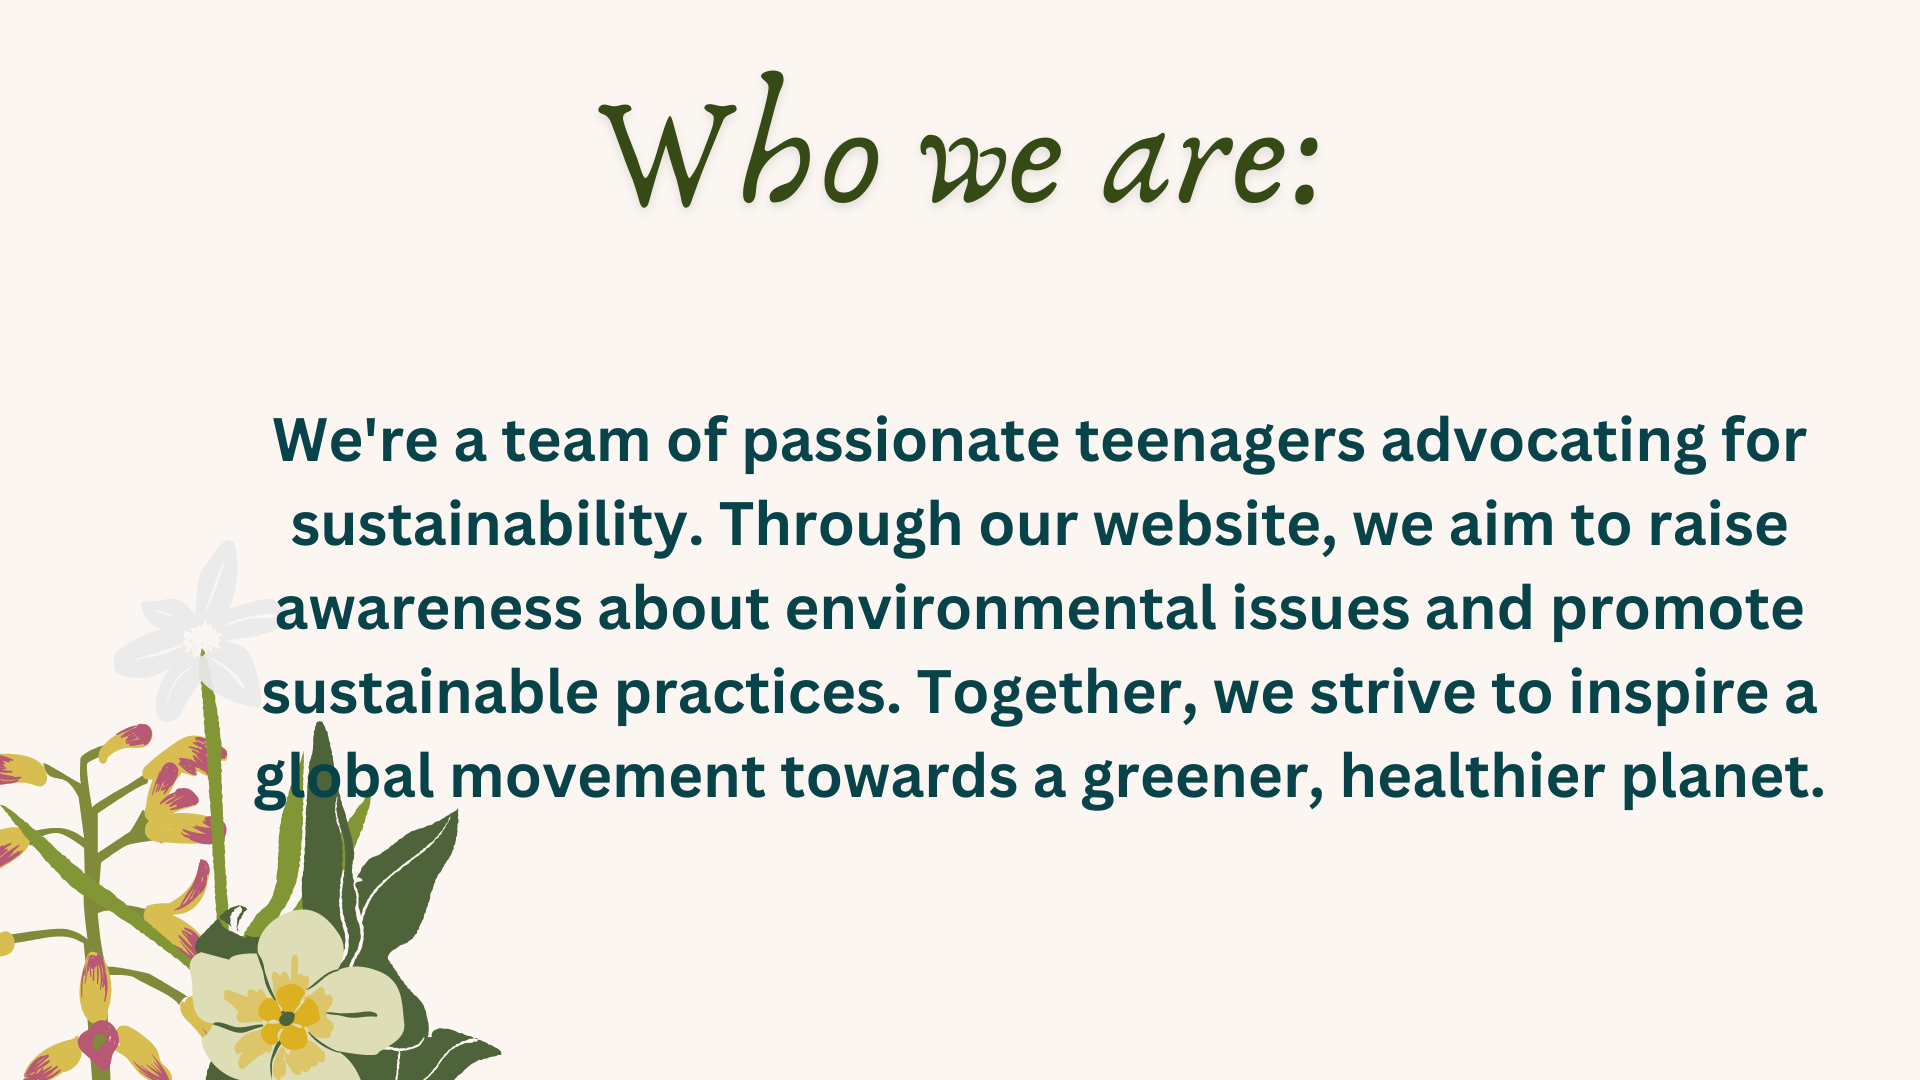 Who we are:
We're a team of passionate teenagers advocating for
sustainability. Through our website, we aim to raise
awareness about environmental issues and promote
sustainable practices. Together, we strive to inspire a
global movement towards a greener, healthier planet.